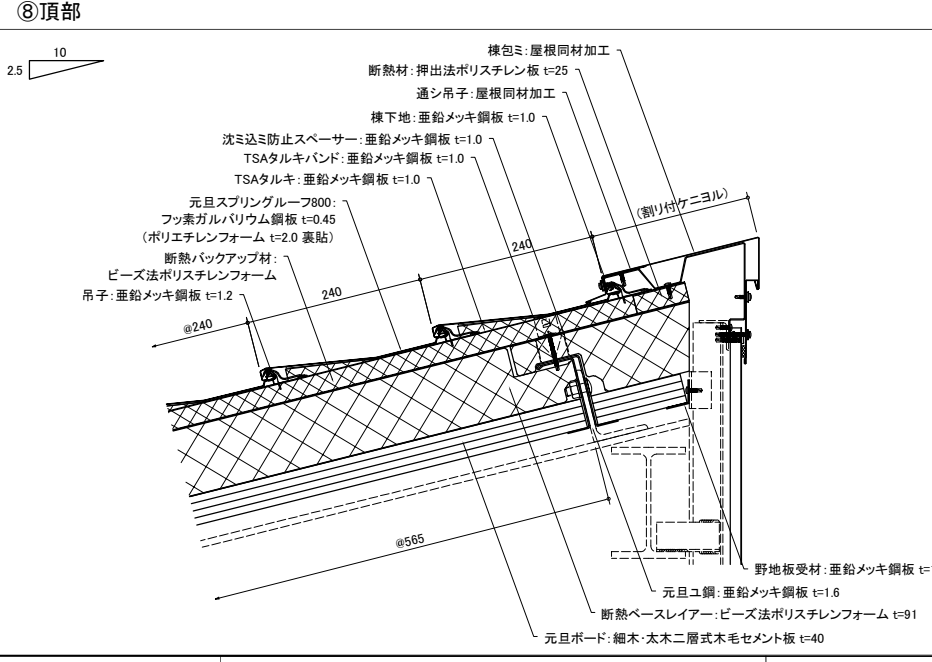 ⑧頂部
10
2.5
棟包ミ:屋根同材加工
断熱材:押出法ポリスチレン板 t=25
通シ吊子:屋根同材加工
棟下地:亜鉛メッキ鋼板 t=1.0
沈ミ込ミ防止スペーサー:亜鉛メッキ鋼板 t=1.0
TSAタルキバンド:亜鉛メッキ鋼板 t=1.0
TSAタルキ:亜鉛メッキ鋼板 t=1.0
元旦スプリングルーフ800:
フッ素ガルバリウム鋼板 t=0.45
(ポリエチレンフォーム t=2.0 裏貼)
断熱バックアップ材:
ビーズ法ポリスチレンフォーム
吊子:亜鉛メッキ鋼板 t=1.2
(割り付ケニヨル)
240
240
@240
@565
野地板受材:亜鉛メッキ鋼板 t=
元旦ユ鋼:亜鉛メッキ鋼板 t=1.6
断熱ベースレイアー:ビーズ法ポリスチレンフォーム t=91
元旦ボード:細木・太木二層式木毛セメント板 t=40